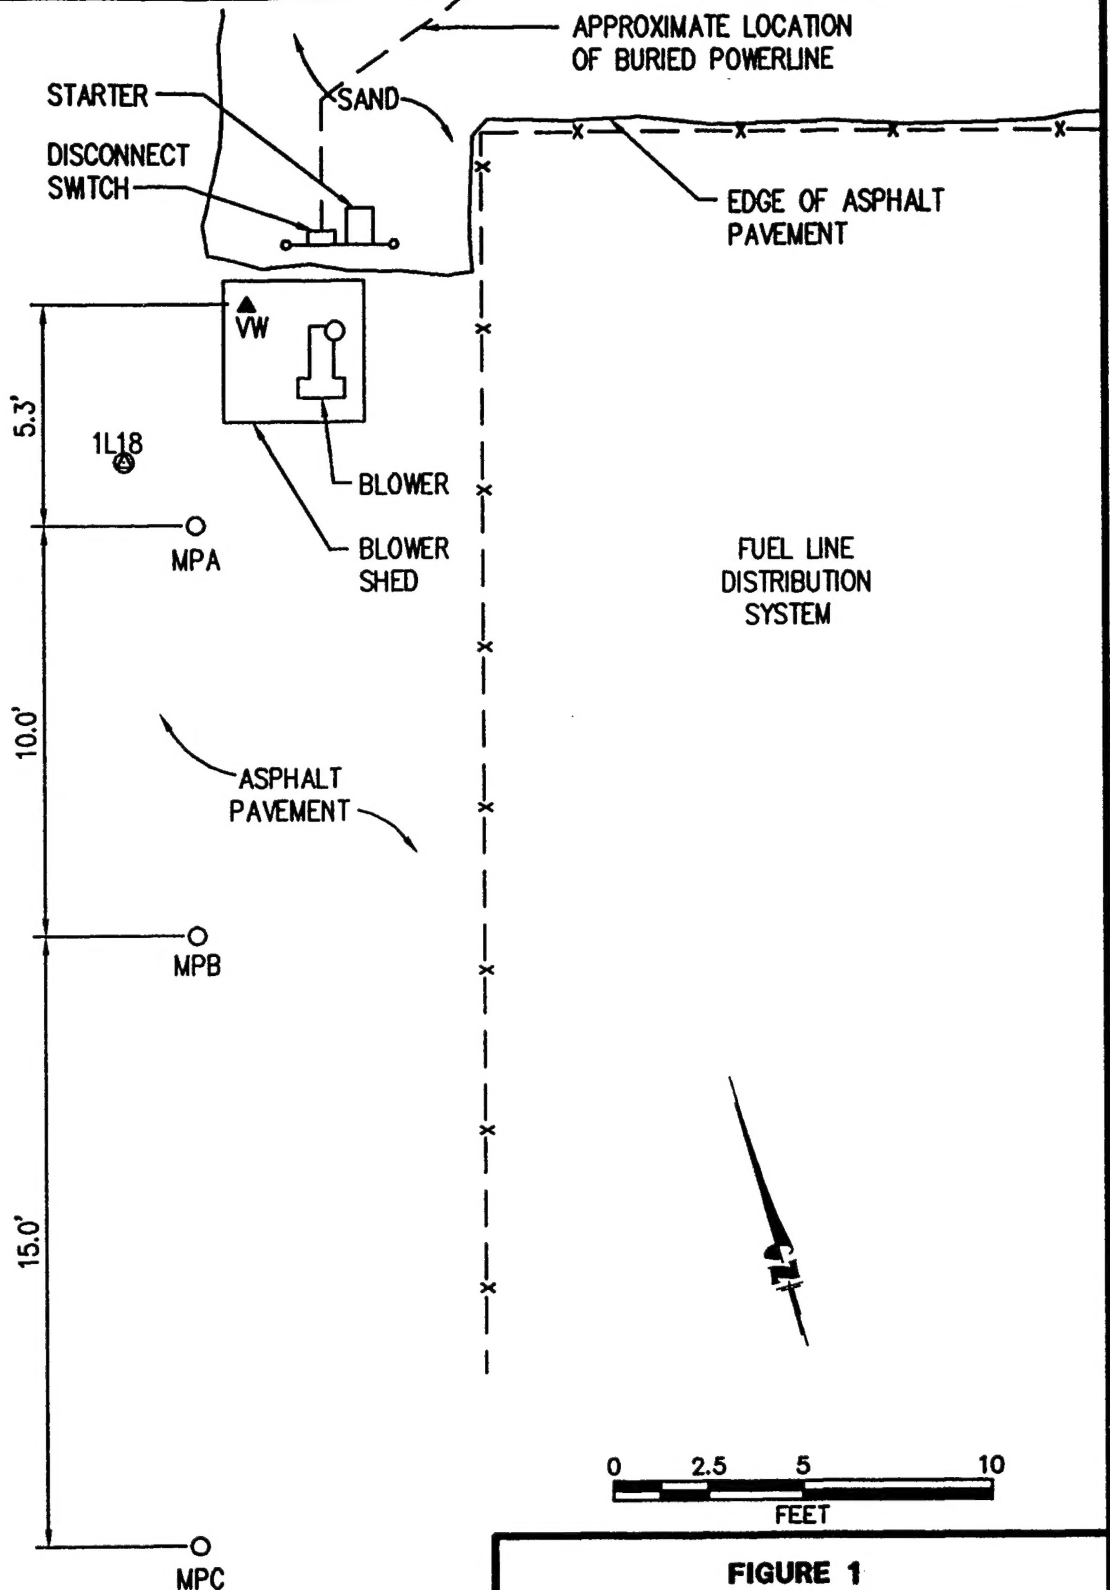 APPROXIMATE LOCATION
OF BURIED POWERLINE
STARTER
SAND
DISCONNECT
SWITCH
EDGE OF ASPHALT
PAVEMENT
VW
5.3'
1L18
BLOWER
MPA
BLOWER
SHED
FUEL LINE
DISTRIBUTION
SYSTEM
10.0'
ASPHALT
PAVEMENT
MPB
15.0'
N
0 2.5 5 10
FEET
MPC
FIGURE 1